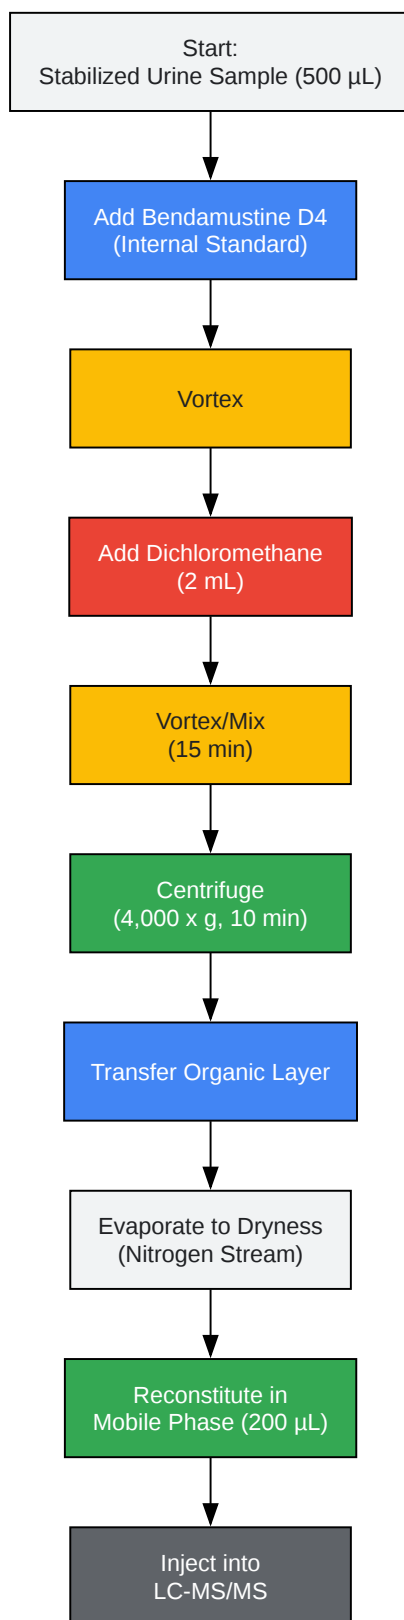 Start:
Stabilized Urine Sample (500 µL)
Add Bendamustine D4
(Internal Standard)
Vortex
Add Dichloromethane
(2 mL)
Vortex/Mix
(15 min)
Centrifuge
(4,000 x g, 10 min)
Transfer Organic Layer
Evaporate to Dryness
(Nitrogen Stream)
Reconstitute in
Mobile Phase (200 µL)
Inject into
LC-MS/MS